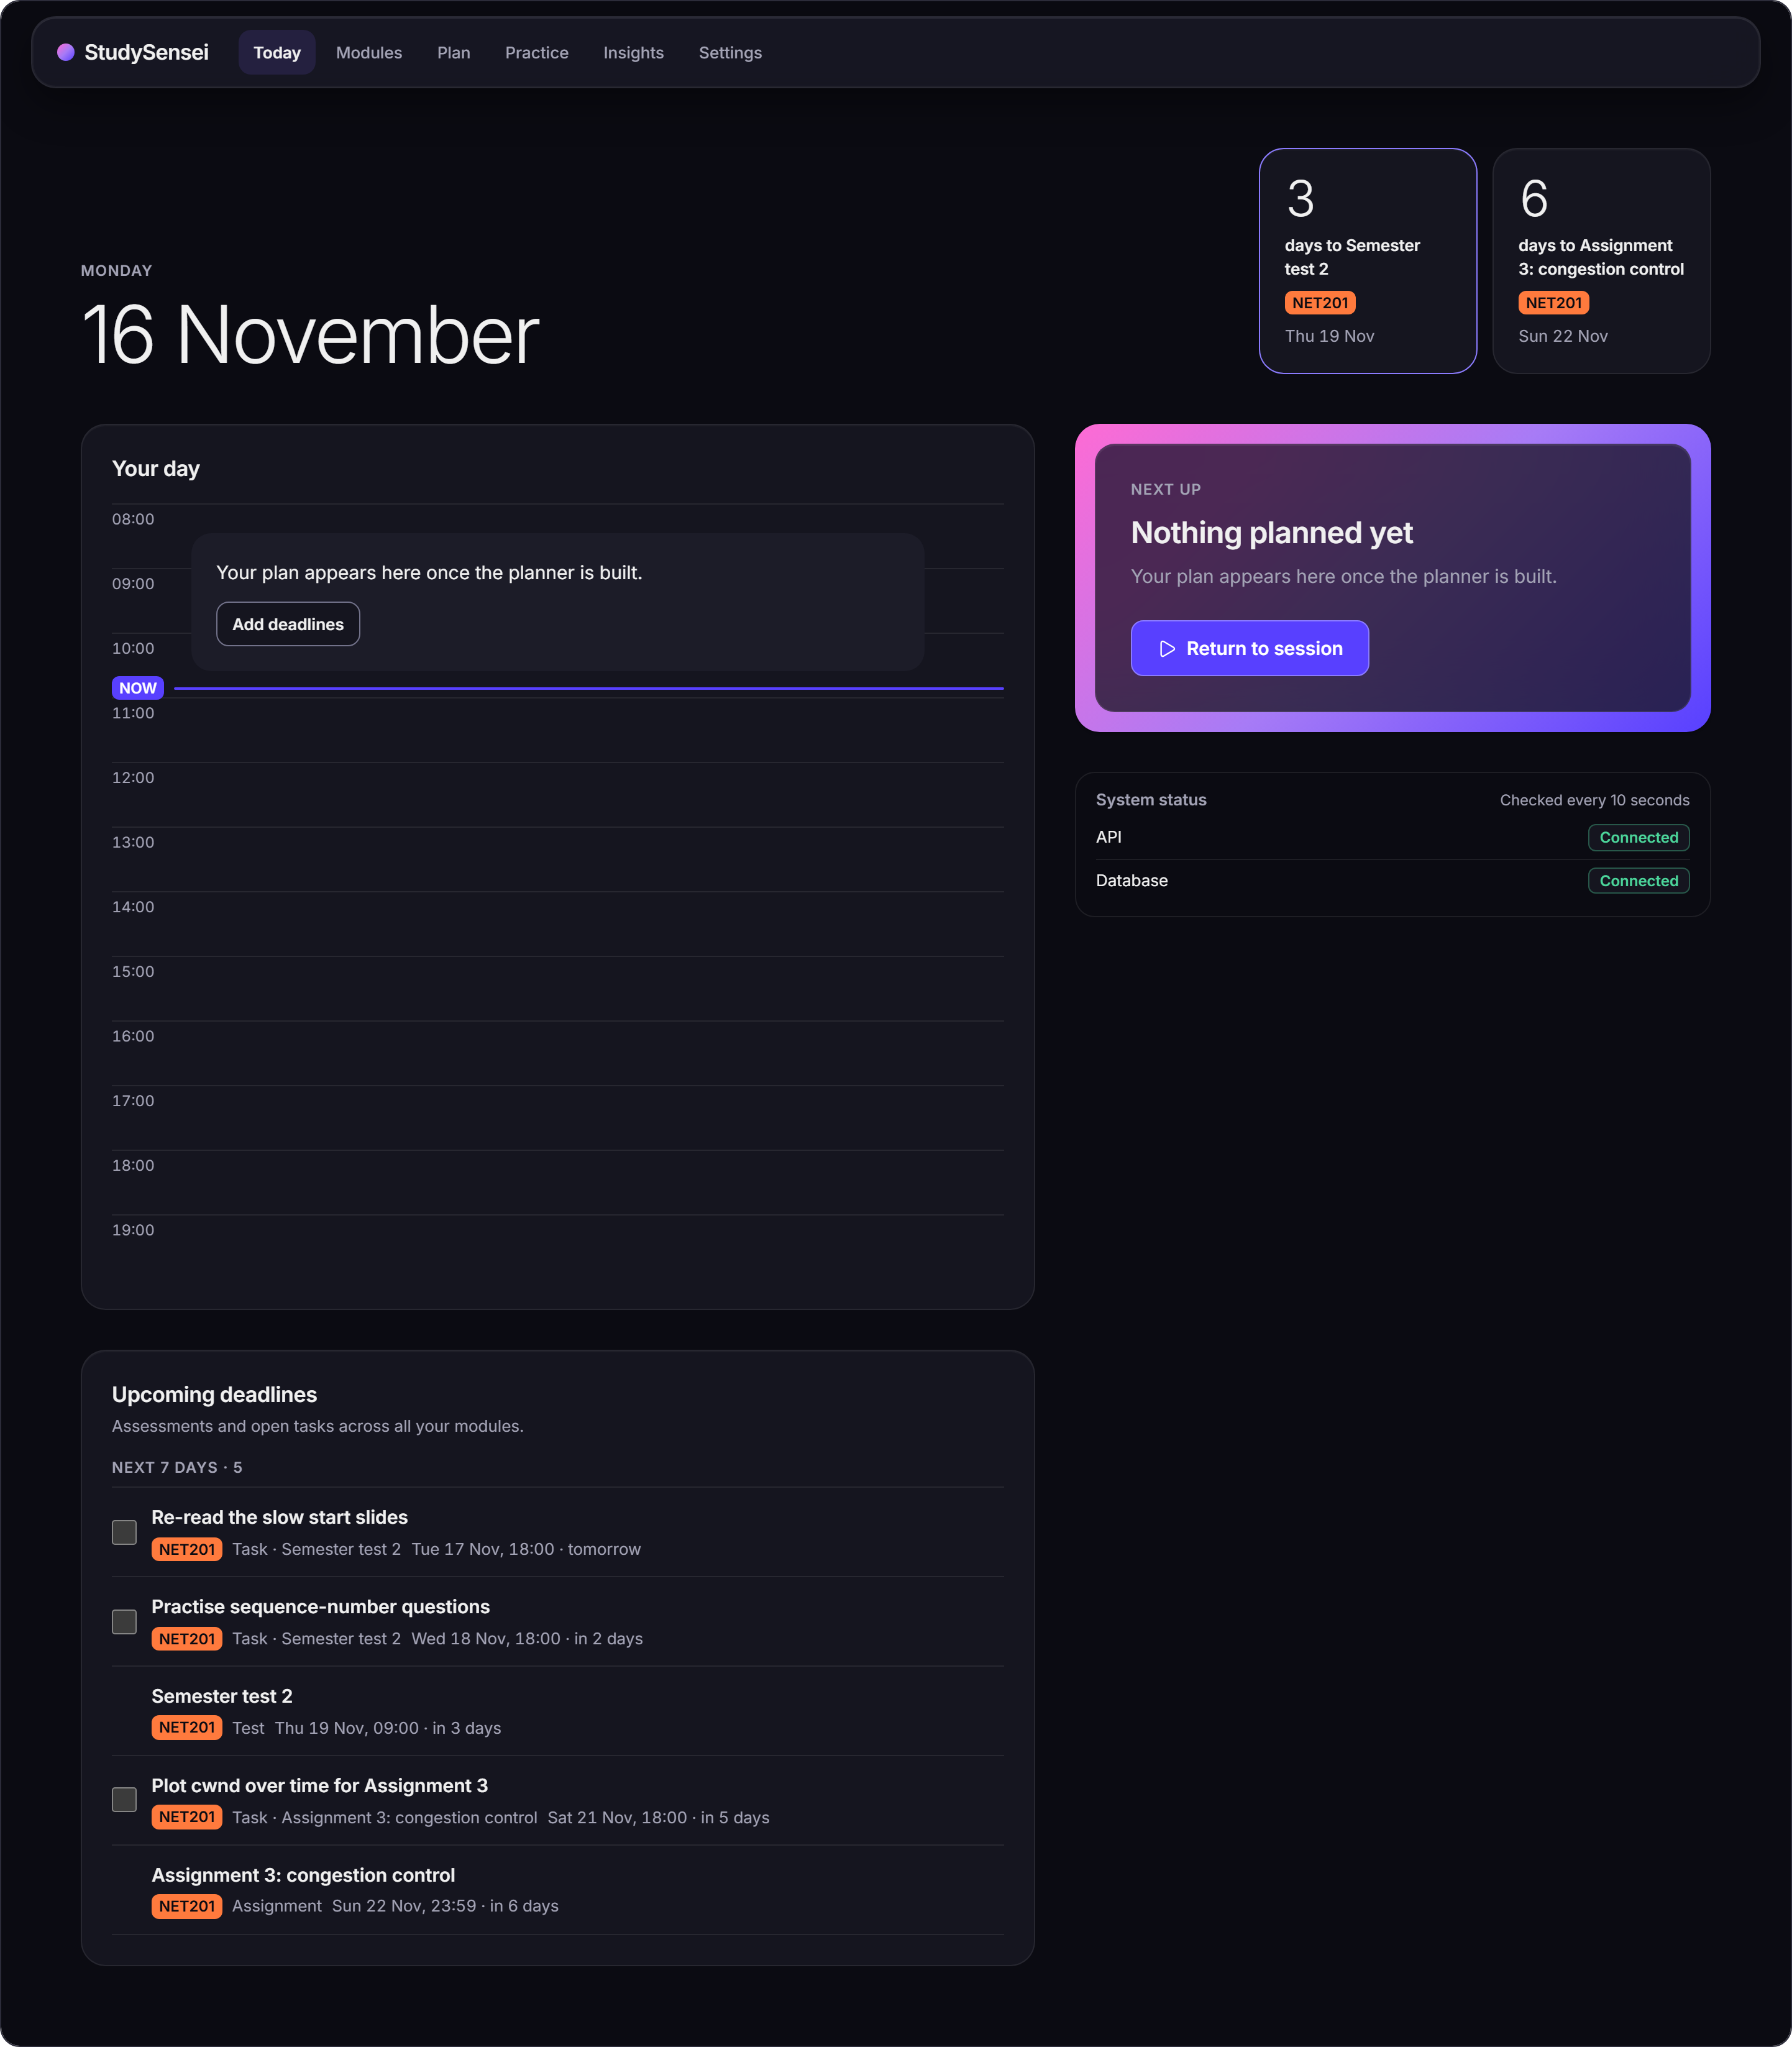 StudySensei
Today
Modules
Plan
Practice
Insights
Settings
MONDAY
16 November
3
days to Semester
test 2
NET201
Thu 19 Nov
6
days to Assignment
3: congestion control
NET201
Sun 22 Nov
Your day
08:00
Your plan appears here once the planner is built.
09:00
Add deadlines
10:00
NOW
11:00
12:00
13:00
14:00
15:00
16:00
17:00
18:00
19:00
NEXT UP
Nothing planned yet
Your plan appears here once the planner is built.
Return to session
System status
Checked every 10 seconds
API
Connected
Database
Connected
Upcoming deadlines
Assessments and open tasks across all your modules.
NEXT 7 DAYS · 5
Re-read the slow start slides
NET201 Task · Semester test 2 Tue 17 Nov, 18:00 · tomorrow
Practise sequence-number questions
NET201 Task · Semester test 2 Wed 18 Nov, 18:00 · in 2 days
Semester test 2
NET201 Test Thu 19 Nov, 09:00 · in 3 days
Plot cwnd over time for Assignment 3
NET201 Task · Assignment 3: congestion control Sat 21 Nov, 18:00 · in 5 days
Assignment 3: congestion control
NET201 Assignment Sun 22 Nov, 23:59 · in 6 days